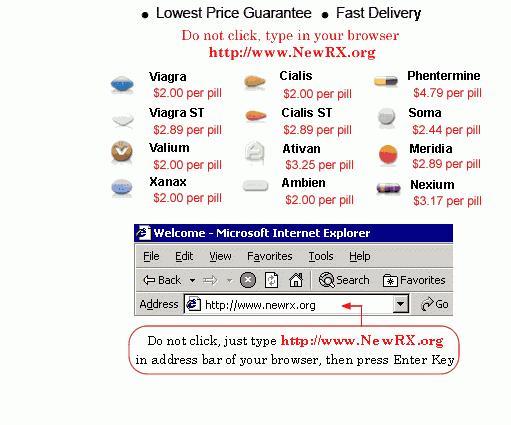 • Lowest Price Guarantee • Fast Delivery
Do not click, type in your browser
http://www.NewRX.org
Viagra Cialis Phentermine
$2.00 per pill $2.00 per pill $4.79 per pill
Viagra ST Cialis ST Soma
$2.89 per pill $2.89 per pill $2.44 per pill
Valium Ativan Meridia
$2.00 per pill $3.25 per pill $2.89 per pill
Xanax Ambien Nexium
$2.00 per pill $2.00 per pill $3.17 per pill
Welcome - Microsoft Internet Explorer
File Edit View Favorites Tools Help
Back Search Favorites
Address http://www.newrx.org Go
Do not click, just type http://www.NewRX.org
in address bar of your browser, then press Enter Key